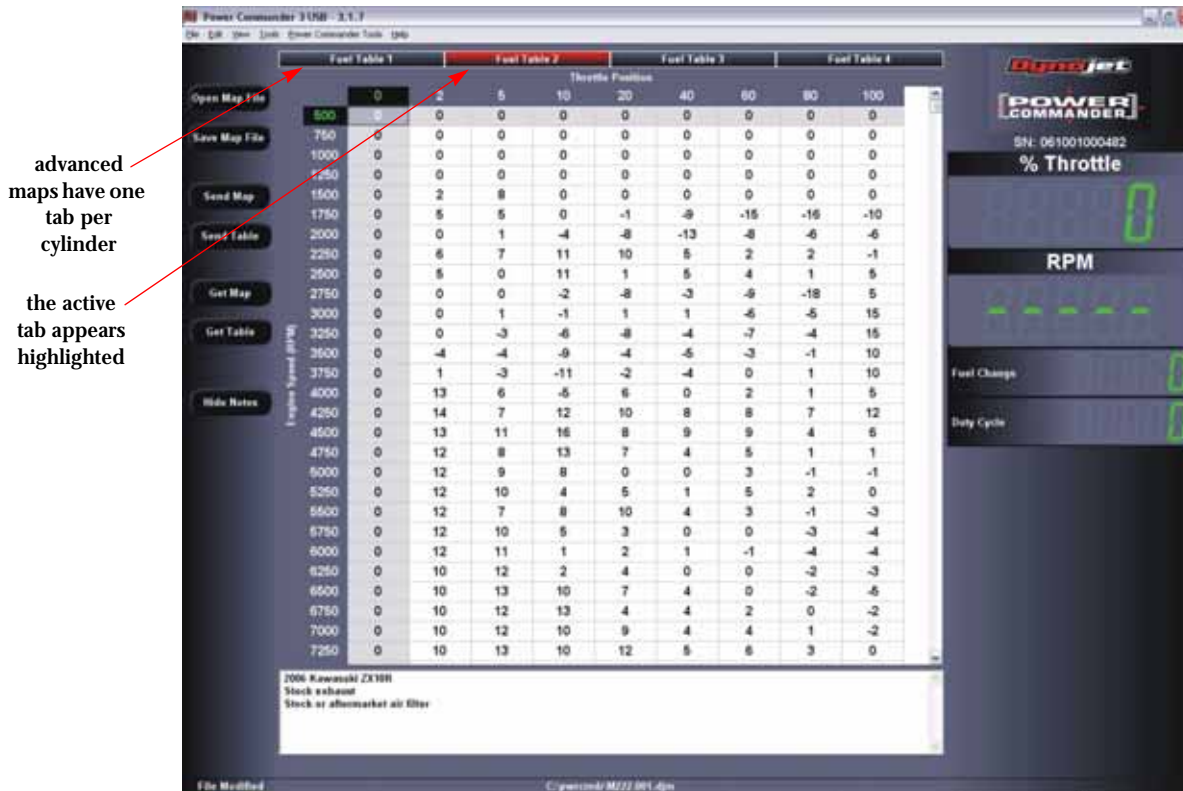 Power Commander 3 USB - 3.1.7
File Edit View Tools Power Commander Tools Help
Fuel Table 1 Fuel Table 2 Fuel Table 3 Fuel Table 4
Throttle Position
0 2 5 10 20 40 60 80 100
500 0 0 0 0 0 0 0 0 0
750 0 0 0 0 0 0 0 0 0
1000 0 0 0 0 0 0 0 0 0
1250 0 0 0 0 0 0 0 0 0
1500 0 2 8 0 0 0 0 0 0
1750 0 5 5 0 -1 -9 -15 -16 -10
2000 0 0 1 -4 -8 -13 -8 -6 -6
2250 0 6 7 11 10 5 2 2 -1
2500 0 5 0 11 1 5 4 1 5
2750 0 0 0 -2 -8 -3 -9 -18 5
3000 0 0 1 -1 1 1 -6 -5 15
3250 0 0 -3 -6 -8 -4 -7 -4 15
3500 0 -4 -4 -9 -4 -5 -3 -1 10
3750 0 1 -3 -11 -2 -4 0 1 10
4000 0 13 6 -5 6 0 2 1 5
4250 0 14 7 12 10 8 8 7 12
4500 0 13 11 16 8 9 9 4 6
4750 0 12 8 13 7 4 5 1 1
5000 0 12 9 8 0 0 3 -1 -1
5250 0 12 10 4 5 1 5 2 0
5500 0 12 7 8 10 4 3 -1 -3
5750 0 12 10 5 3 0 0 -3 -4
6000 0 12 11 1 2 1 -1 -4 -4
6250 0 10 12 2 4 0 0 -2 -3
6500 0 10 13 10 7 4 0 -2 -5
6750 0 10 12 13 4 4 2 0 -2
7000 0 10 12 10 9 4 4 1 -2
7250 0 10 13 10 12 5 6 3 0
Engine Speed (RPM)
Open Map File
Save Map File
Send Map
Send Table
Get Map
Get Table
Hide Notes
advanced
maps have one
tab per
cylinder
the active
tab appears
highlighted
Dynojet
POWER
COMMANDER
SN: 061001000482
% Throttle
0
RPM
- - - - -
Fuel Change 0
Duty Cycle 0
2006 Kawasaki ZX10R
Stock exhaust
Stock or aftermarket air filter
File Modified C:/pwrcmd/M222-001.djm